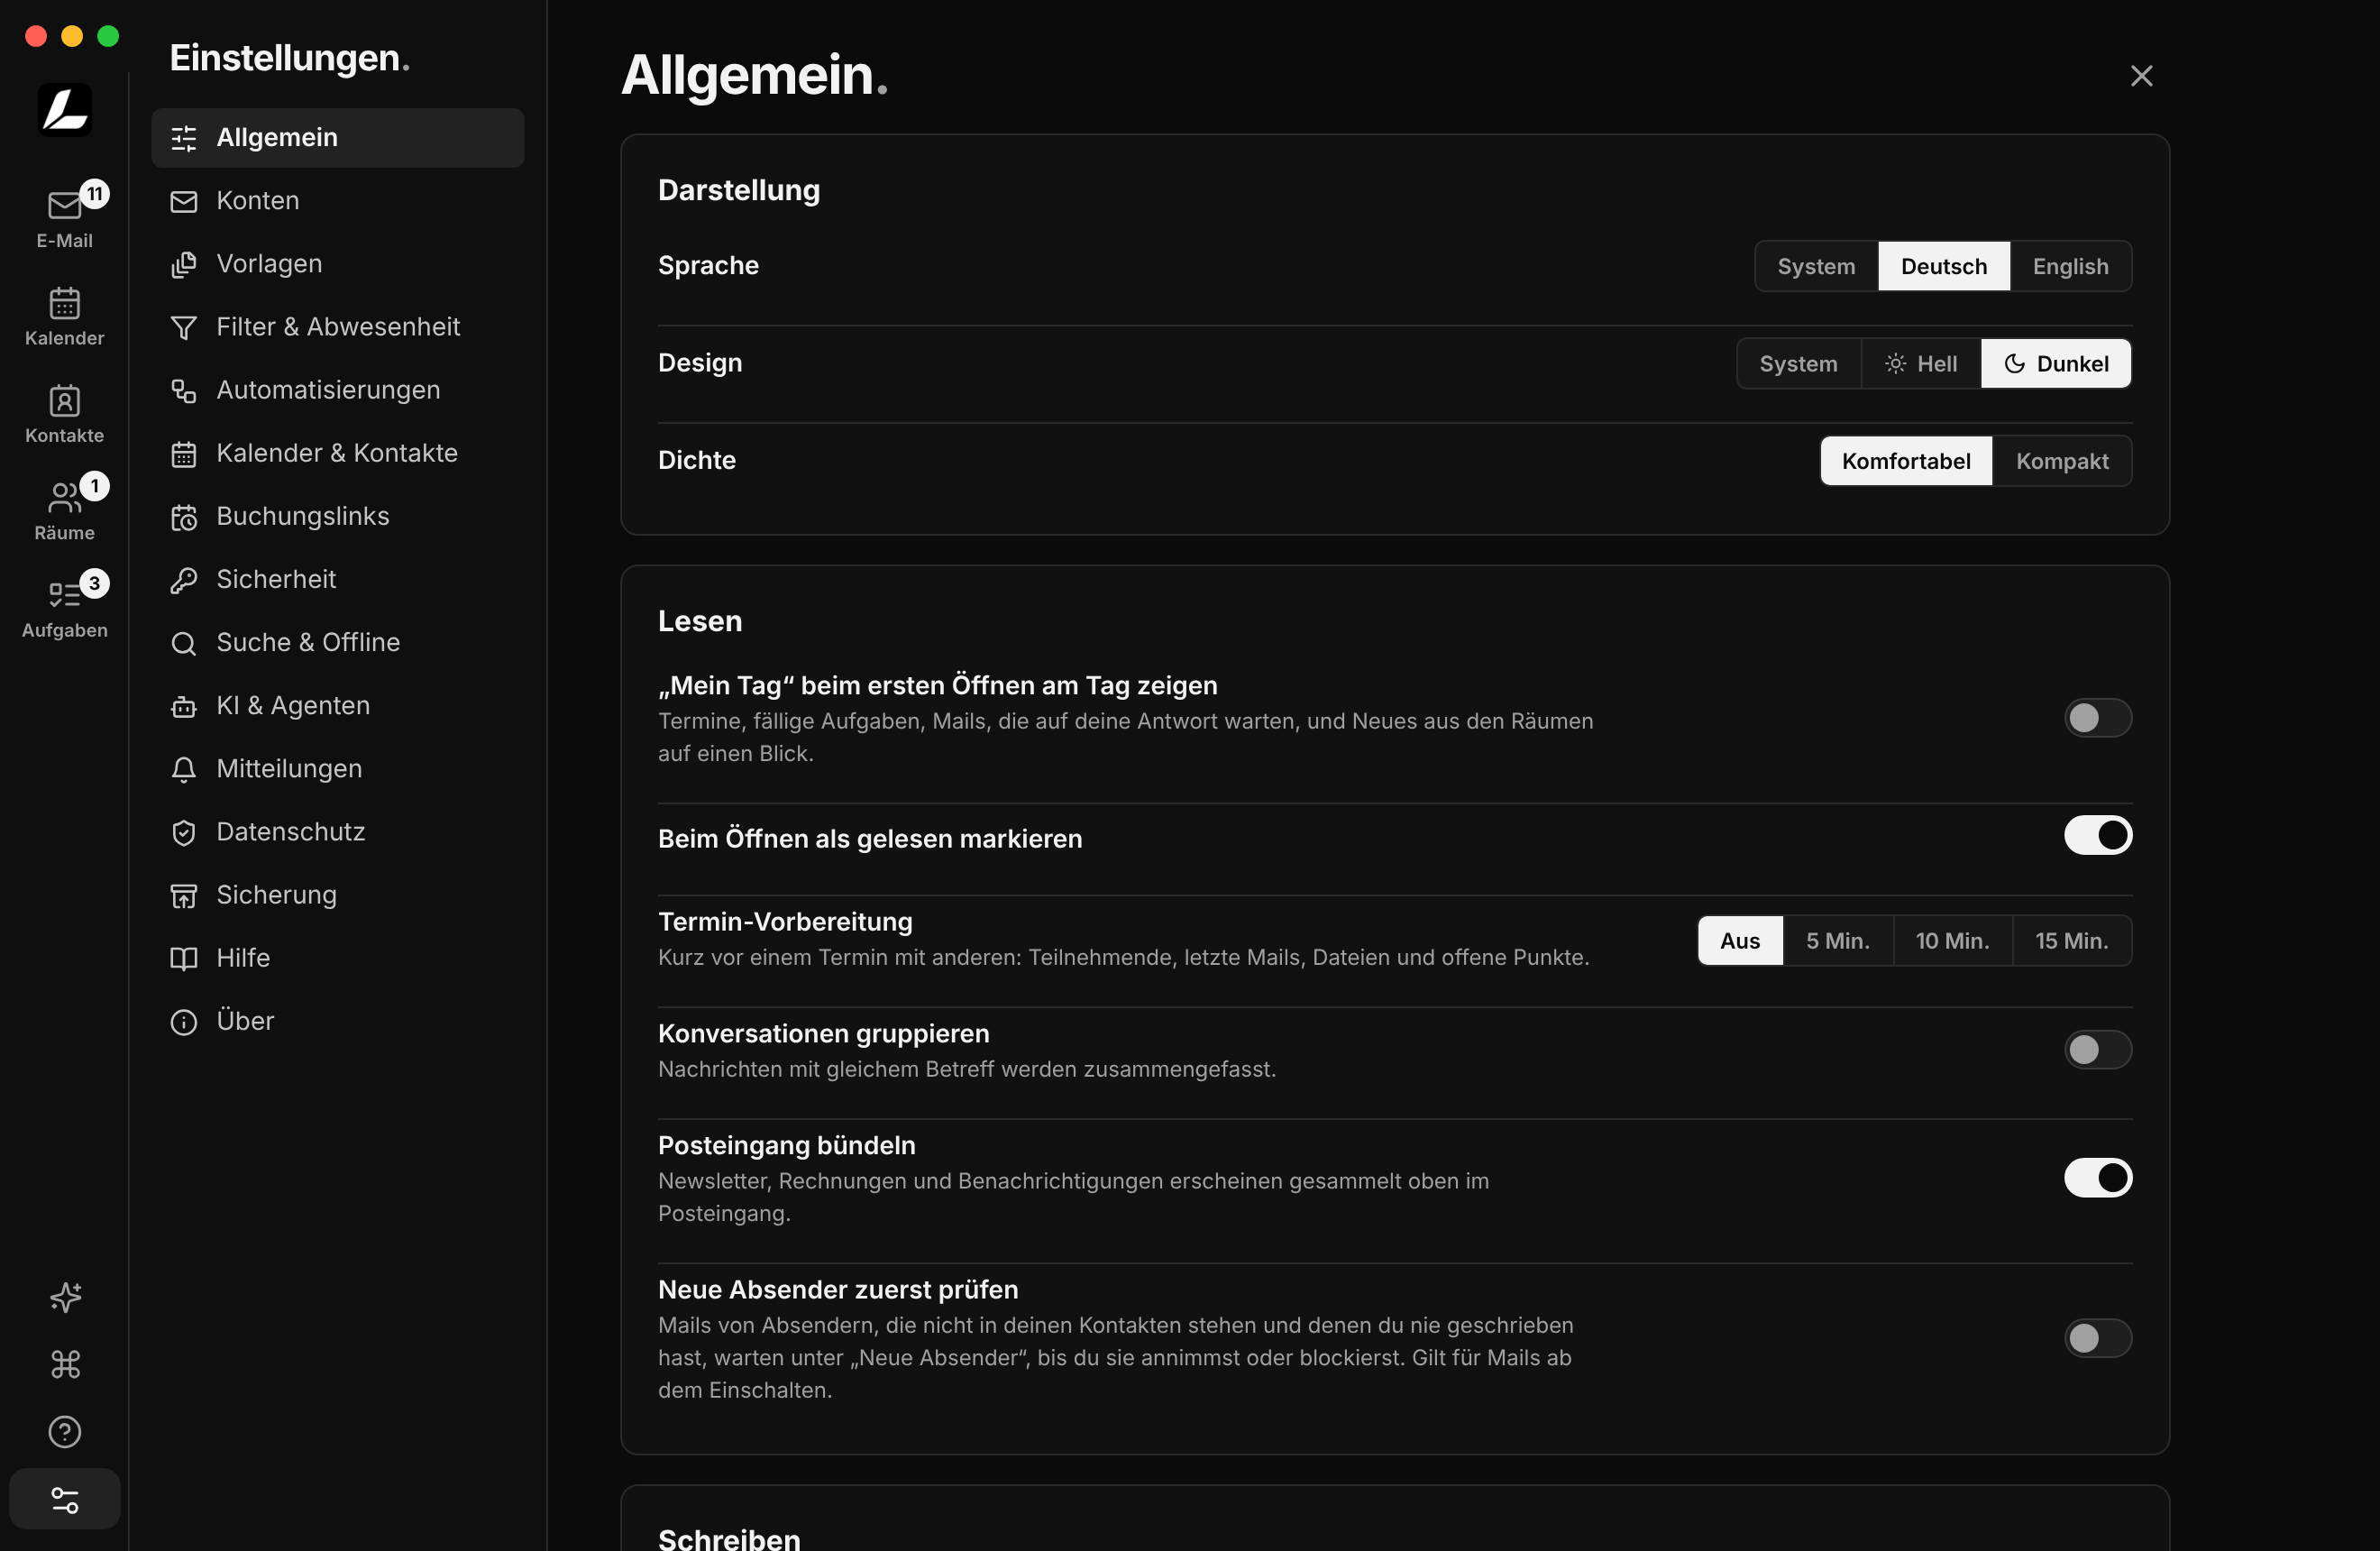 Einstellungen.
Allgemein
Konten
Vorlagen
Filter & Abwesenheit
Automatisierungen
Kalender & Kontakte
Buchungslinks
Sicherheit
Suche & Offline
KI & Agenten
Mitteilungen
Datenschutz
Sicherung
Hilfe
Über
11
E-Mail
Kalender
Kontakte
1
Räume
3
Aufgaben
Allgemein.
Darstellung
Sprache
System Deutsch English
Design
System Hell Dunkel
Dichte
Komfortabel Kompakt
Lesen
„Mein Tag“ beim ersten Öffnen am Tag zeigen
Termine, fällige Aufgaben, Mails, die auf deine Antwort warten, und Neues aus den Räumen
auf einen Blick.
Beim Öffnen als gelesen markieren
Termin-Vorbereitung
Kurz vor einem Termin mit anderen: Teilnehmende, letzte Mails, Dateien und offene Punkte.
Aus 5 Min. 10 Min. 15 Min.
Konversationen gruppieren
Nachrichten mit gleichem Betreff werden zusammengefasst.
Posteingang bündeln
Newsletter, Rechnungen und Benachrichtigungen erscheinen gesammelt oben im
Posteingang.
Neue Absender zuerst prüfen
Mails von Absendern, die nicht in deinen Kontakten stehen und denen du nie geschrieben
hast, warten unter „Neue Absender“, bis du sie annimmst oder blockierst. Gilt für Mails ab
dem Einschalten.
Schreiben